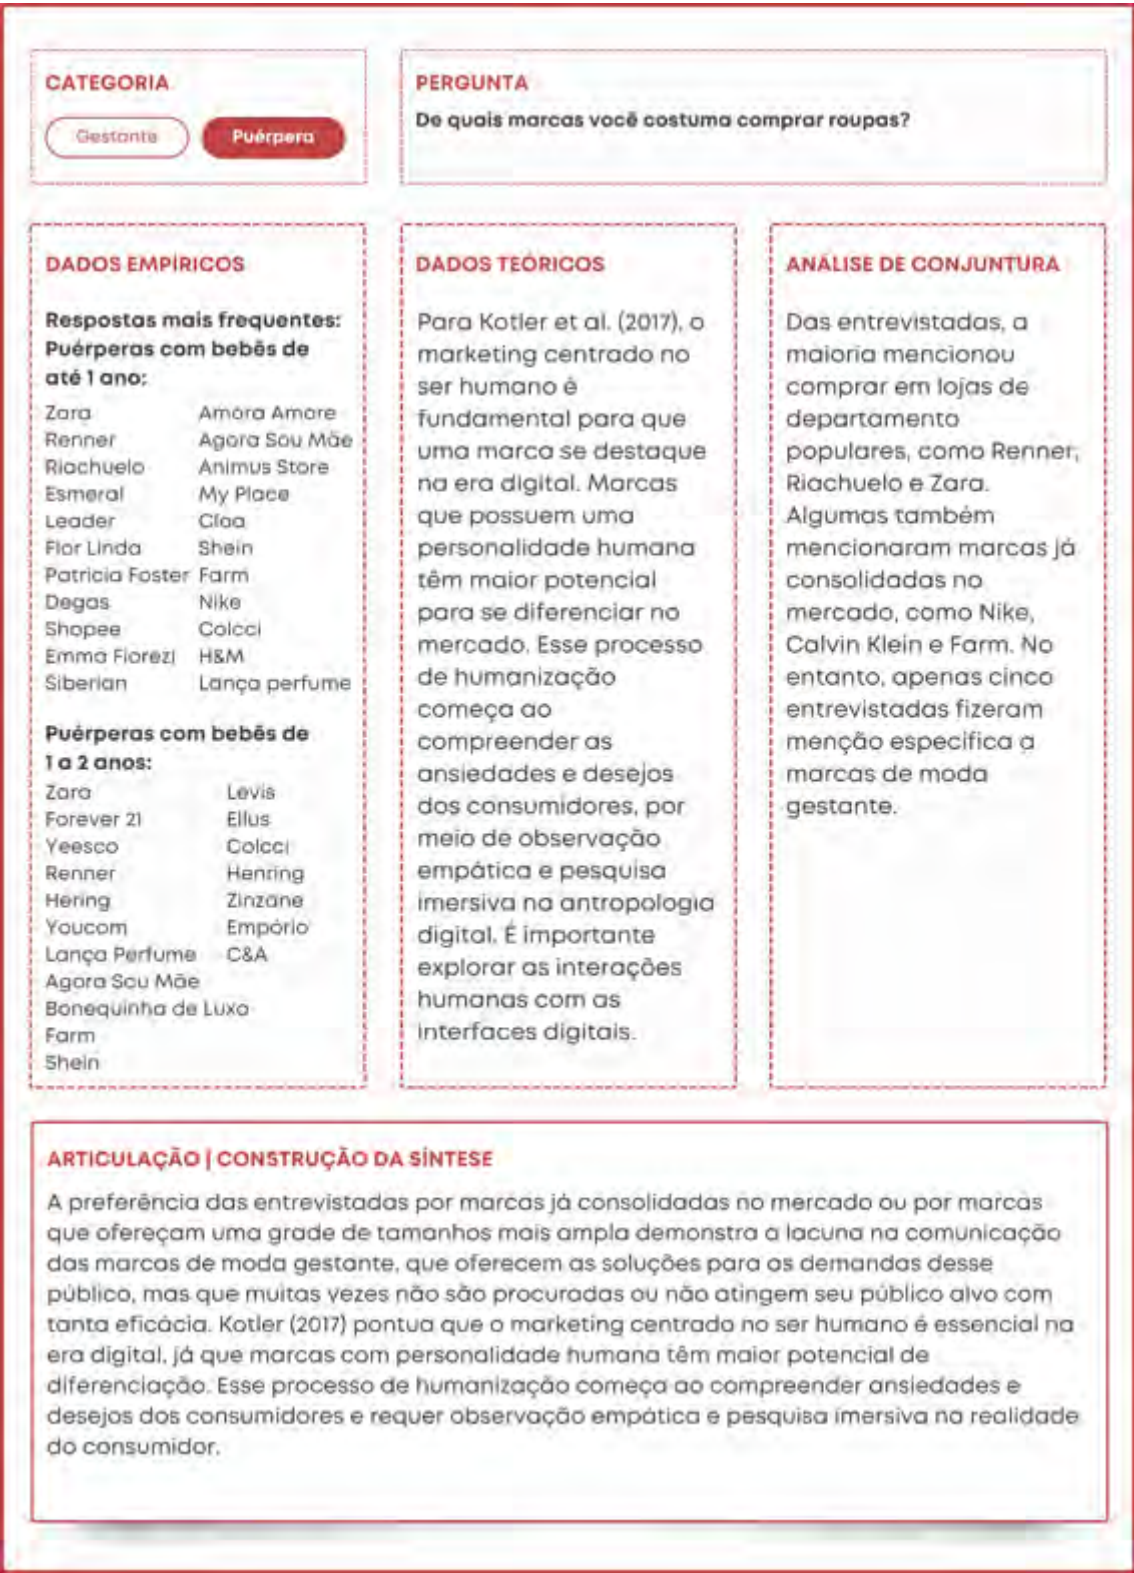 CATEGORIA
Gestante
Puérpera
PERGUNTA
De quais marcas você costuma comprar roupas?
DADOS EMPÍRICOS
Respostas mais frequentes:
Puérperas com bebês de
até 1 ano:
Zara Amora Amore
Renner Agora Sou Mãe
Riachuelo Animus Store
Esmeral My Place
Leader Cloa
Flor Linda Shein
Patricia Foster Farm
Degas Nike
Shopee Colcci
Emma Fiorezi H&M
Siberian Lança perfume
Puérperas com bebês de
1 a 2 anos:
Zara Levis
Forever 21 Ellus
Yeesco Colcci
Renner Henring
Hering Zinzane
Youcom Empório
Lança Perfume C&A
Agora Sou Mãe
Bonequinha de Luxo
Farm
Shein
DADOS TEÓRICOS
Para Kotler et al. (2017), o
marketing centrado no
ser humano é
fundamental para que
uma marca se destaque
na era digital. Marcas
que possuem uma
personalidade humana
têm maior potencial
para se diferenciar no
mercado. Esse processo
de humanização
começa ao
compreender as
ansiedades e desejos
dos consumidores, por
meio de observação
empática e pesquisa
imersiva na antropologia
digital. É importante
explorar as interações
humanas com as
interfaces digitais.
ANÁLISE DE CONJUNTURA
Das entrevistadas, a
maioria mencionou
comprar em lojas de
departamento
populares, como Renner,
Riachuelo e Zara.
Algumas também
mencionaram marcas já
consolidadas no
mercado, como Nike,
Calvin Klein e Farm. No
entanto, apenas cinco
entrevistadas fizeram
menção específica a
marcas de moda
gestante.
ARTICULAÇÃO | CONSTRUÇÃO DA SÍNTESE
A preferência das entrevistadas por marcas já consolidadas no mercado ou por marcas
que ofereçam uma grade de tamanhos mais ampla demonstra a lacuna na comunicação
das marcas de moda gestante, que oferecem as soluções para as demandas desse
público, mas que muitas vezes não são procuradas ou não atingem seu público alvo com
tanta eficácia. Kotler (2017) pontua que o marketing centrado no ser humano é essencial na
era digital, já que marcas com personalidade humana têm maior potencial de
diferenciação. Esse processo de humanização começa ao compreender ansiedades e
desejos dos consumidores e requer observação empática e pesquisa imersiva na realidade
do consumidor.